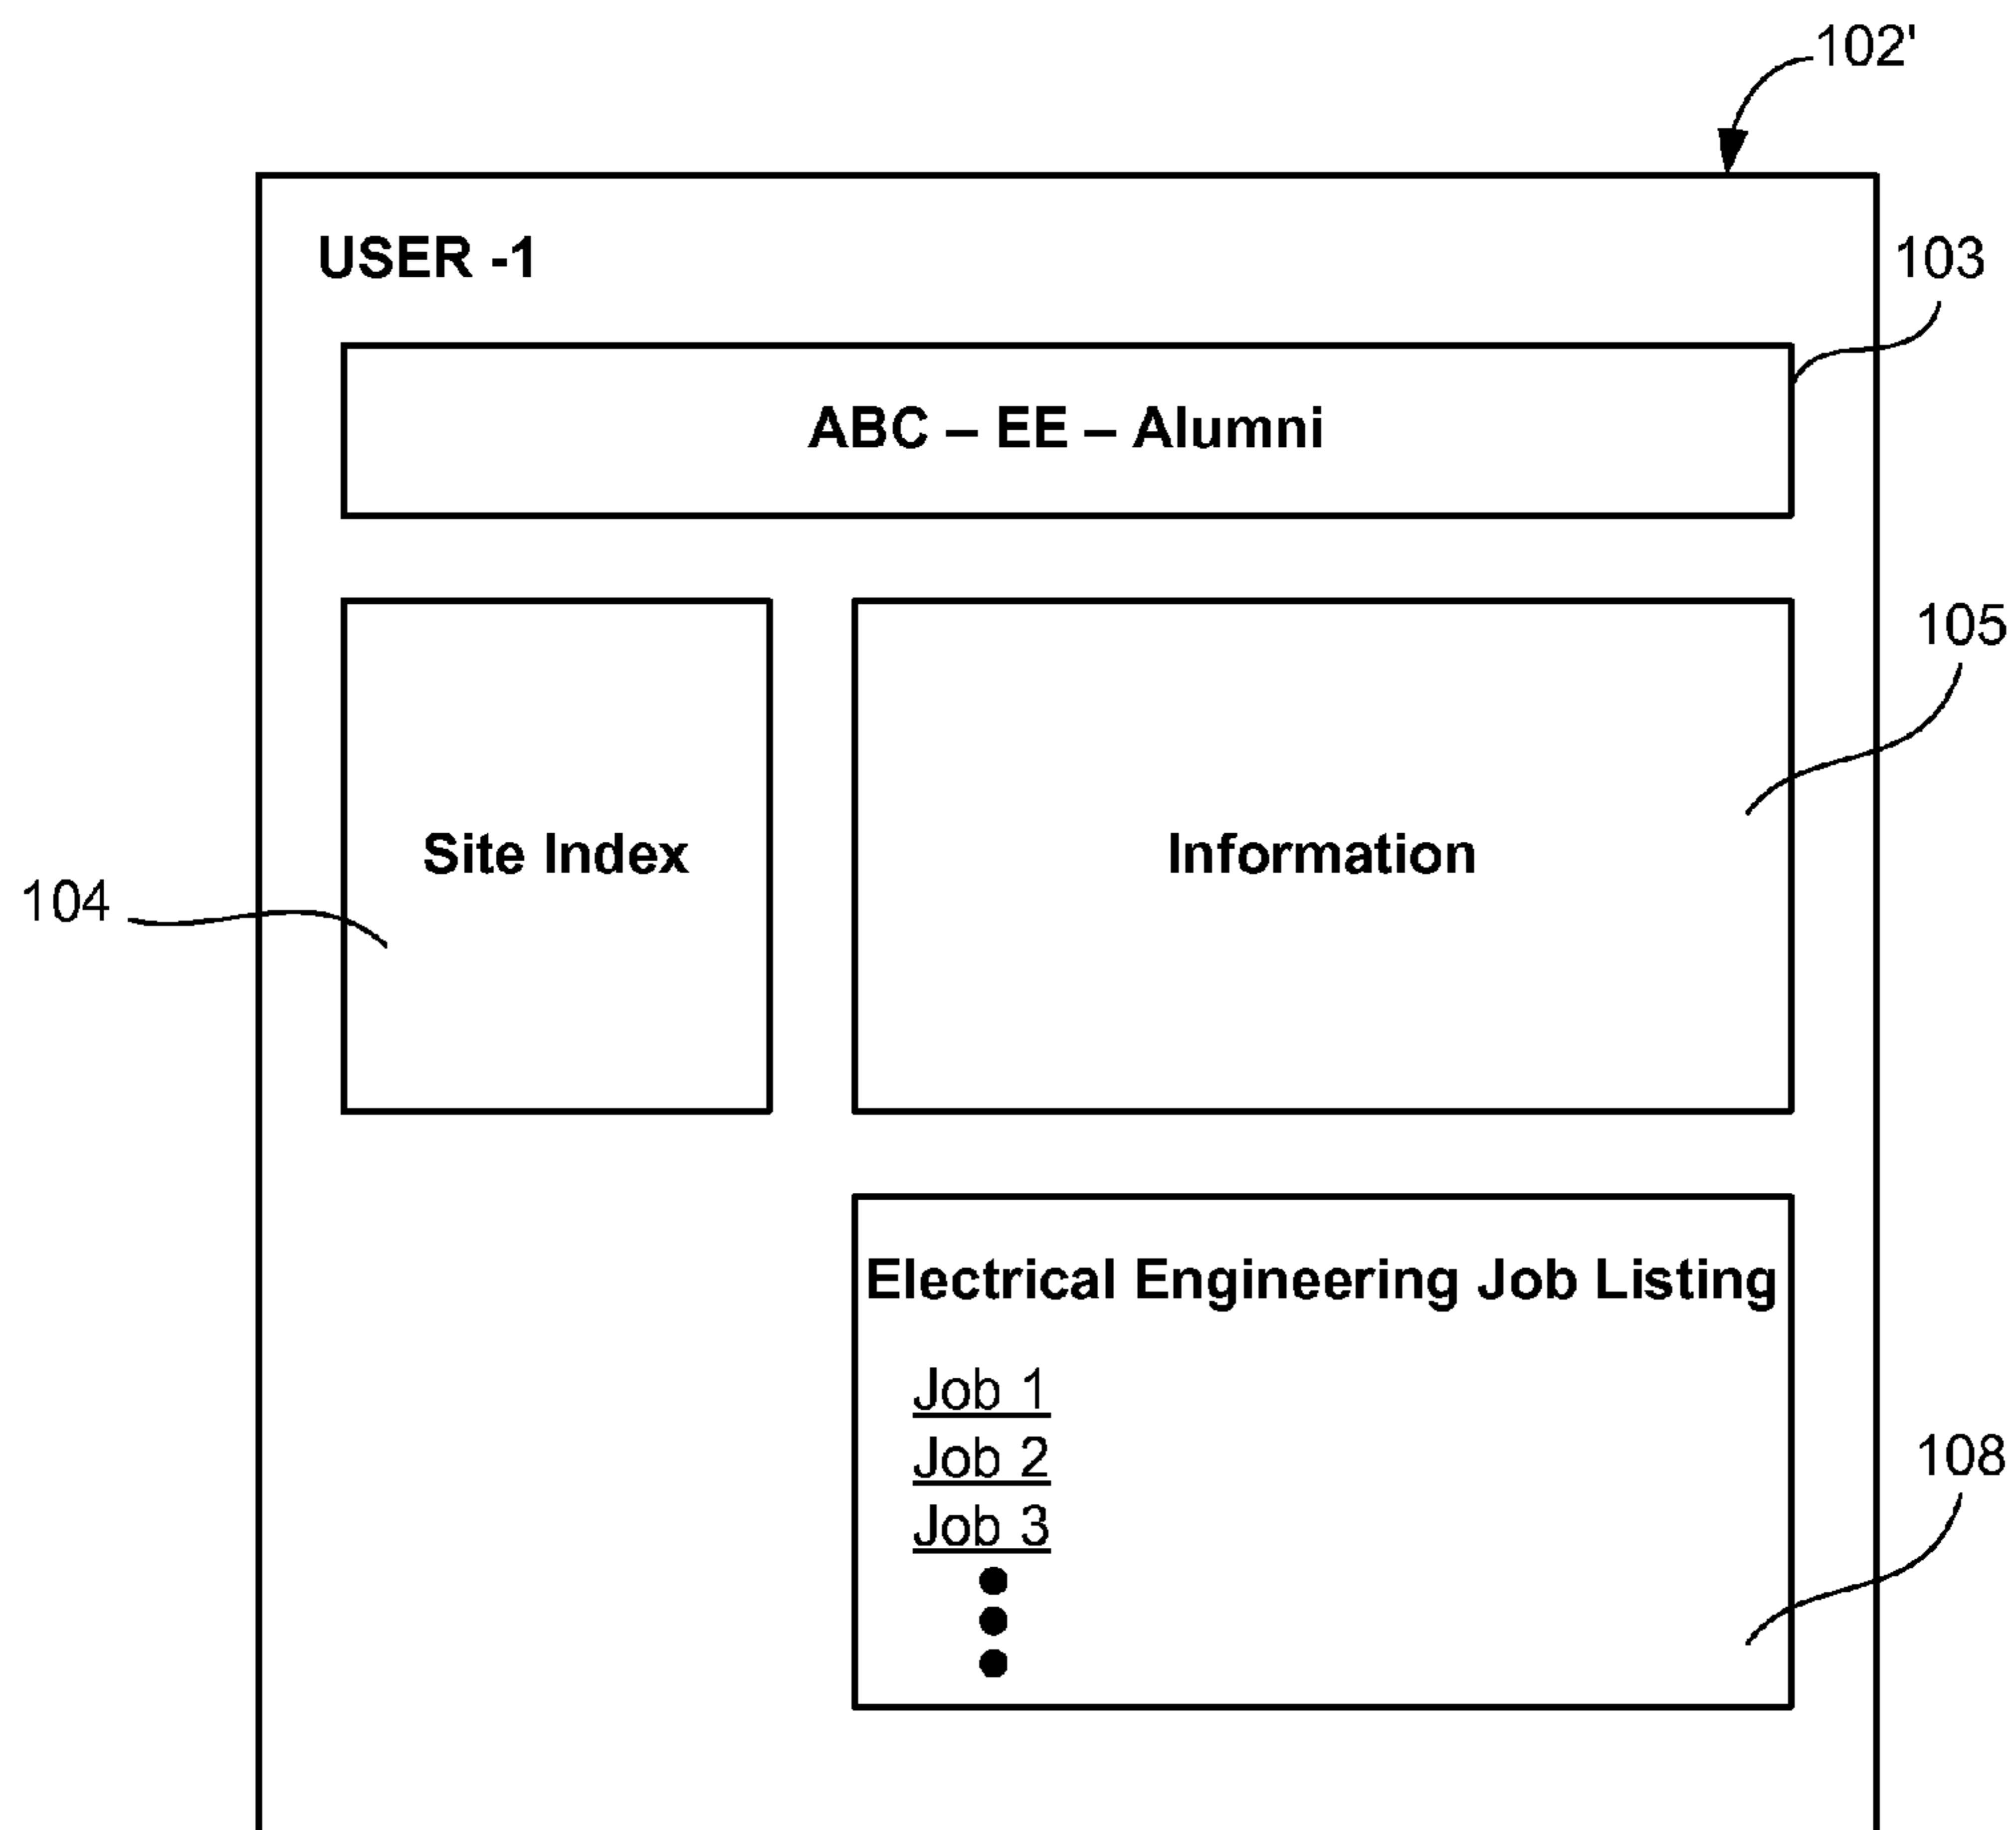 102'
USER -1
103
ABC – EE – Alumni
105
Site Index
Information
104
Electrical Engineering Job Listing
Job 1
Job 2
108
Job 3